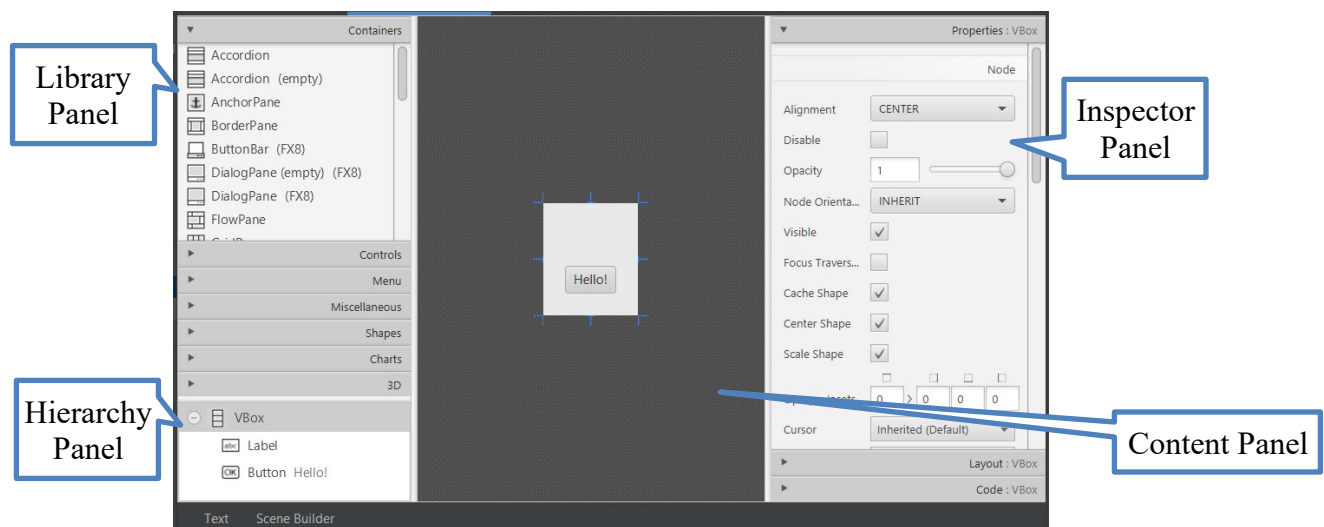 Library
Panel
Hierarchy
Panel
Containers
Accordion
Accordion (empty)
AnchorPane
BorderPane
ButtonBar (FX8)
DialogPane (empty) (FX8)
DialogPane (FX8)
FlowPane
Controls
Menu
Miscellaneous
Shapes
Charts
3D
VBox
abc Label
OK Button Hello!
Text Scene Builder
Hello!
Properties : VBox
Node
Alignment CENTER
Disable
Opacity 1
Node Orienta... INHERIT
Visible
Focus Travers...
Cache Shape
Center Shape
Scale Shape
0 > 0 0 0
Cursor Inherited (Default)
Layout : VBox
Code : VBox
Inspector
Panel
Content Panel